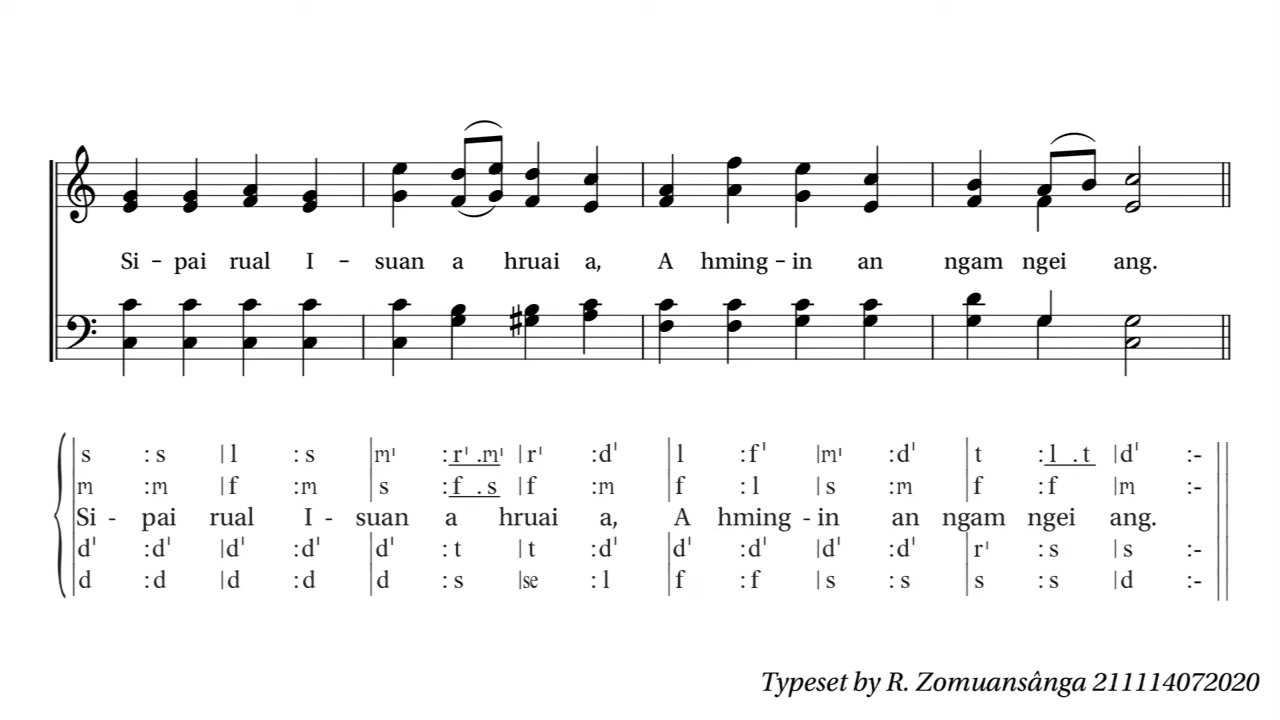 Si - pai rual I - suan a hruai a, A hming - in an ngam ngei ang.
s :s |l :s |m' :r' .m' |r' :d' |l :f' |m' :d' |t :l .t |d' :-
m :m |f :m |s :f .s |f :m |f :l |s :m |f :f |m :-
Si - pai rual I - suan a hruai a, A hming - in an ngam ngei ang.
d' :d' |d' :d' |d' :t |t :d' |d' :d' |d' :d' |r' :s |s :-
d :d |d :d |d :s |se :l |f :f |s :s |s :s |d :-
Typeset by R. Zomuansânga 211114072020